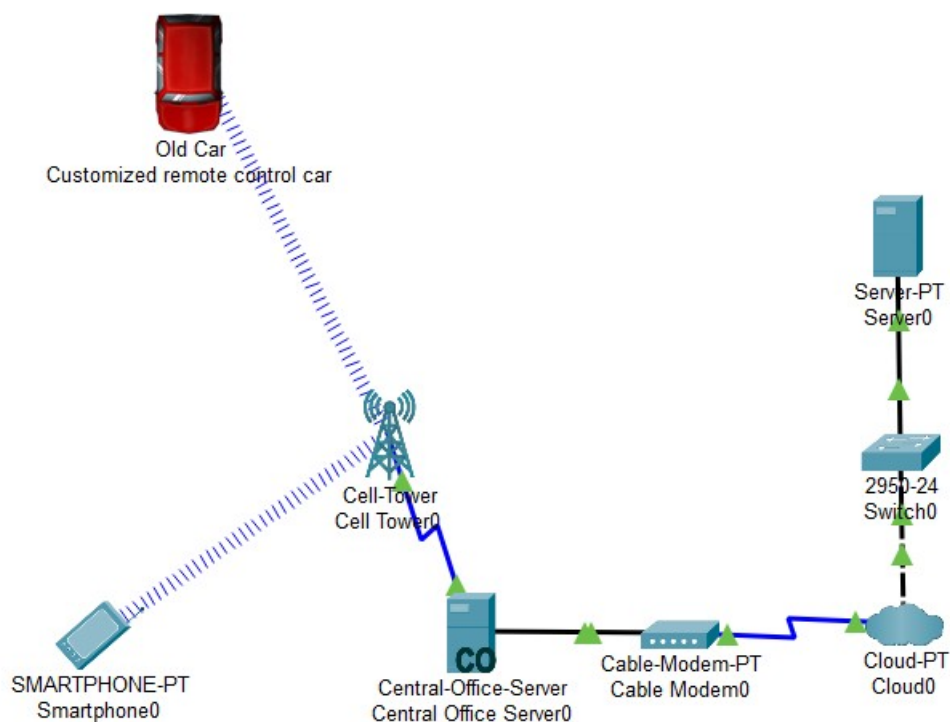 Old Car
Customized remote control car
Server-PT
Server0
2950-24
Switch0
Cell-Tower
Cell Tower0
SMARTPHONE-PT
Smartphone0
CO
Central-Office-Server
Central Office Server0
Cable-Modem-PT
Cable Modem0
Cloud-PT
Cloud0